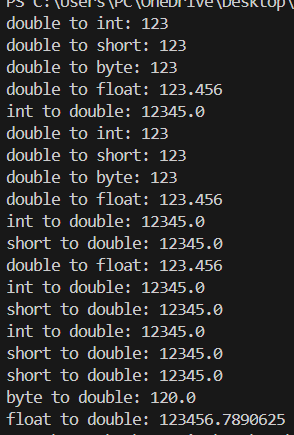 PS C:\Users\PC\OneDrive\Desktop\
double to int: 123
double to short: 123
double to byte: 123
double to float: 123.456
int to double: 12345.0
double to int: 123
double to short: 123
double to byte: 123
double to float: 123.456
int to double: 12345.0
short to double: 12345.0
double to float: 123.456
int to double: 12345.0
short to double: 12345.0
int to double: 12345.0
short to double: 12345.0
short to double: 12345.0
byte to double: 120.0
float to double: 123456.7890625